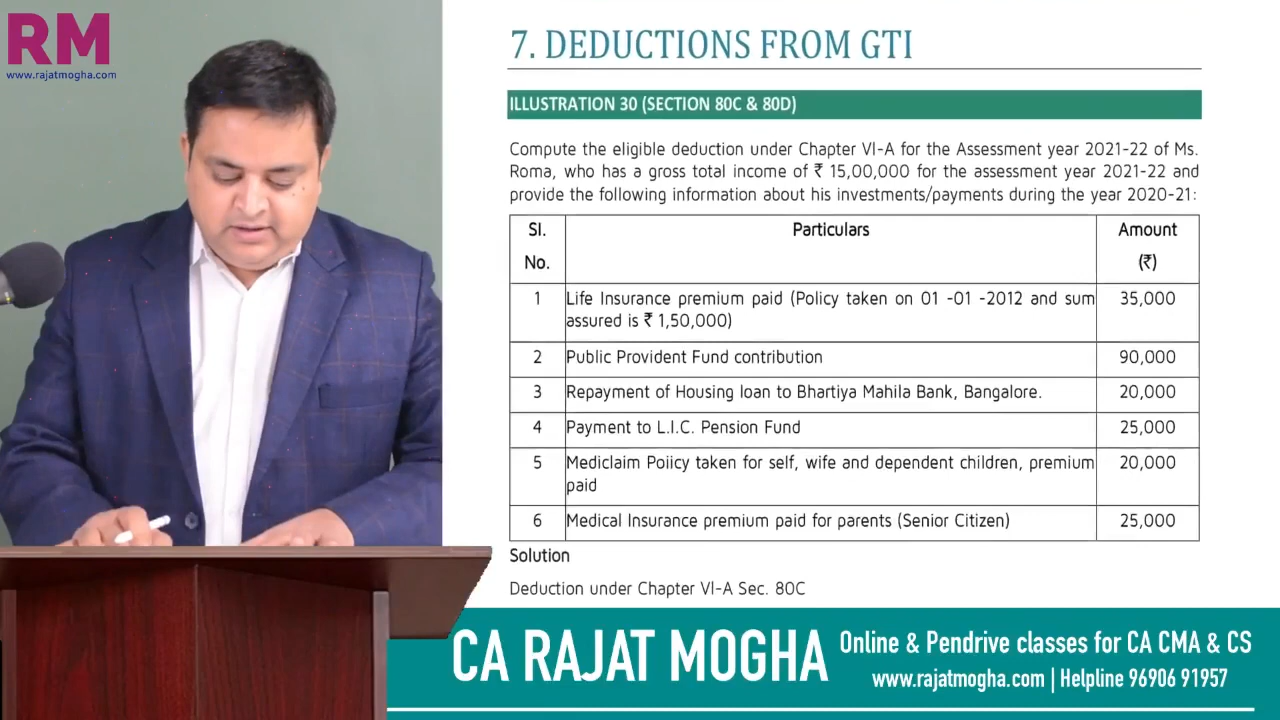 RM
www.rajatmogha.com
7. DEDUCTIONS FROM GTI
ILLUSTRATION 30 (SECTION 80C & 80D)
Compute the eligible deduction under Chapter VI-A for the Assessment year 2021-22 of Ms.
Roma, who has a gross total income of ₹ 15,00,000 for the assessment year 2021-22 and
provide the following information about his investments/payments during the year 2020-21:
Sl. No. Particulars Amount (₹)
1 Life Insurance premium paid (Policy taken on 01 -01 -2012 and sum 35,000
assured is ₹ 1,50,000)
2 Public Provident Fund contribution 90,000
3 Repayment of Housing loan to Bhartiya Mahila Bank, Bangalore. 20,000
4 Payment to L.I.C. Pension Fund 25,000
5 Mediclaim Poiicy taken for self, wife and dependent children, premium 20,000
paid
6 Medical Insurance premium paid for parents (Senior Citizen) 25,000
Solution
Deduction under Chapter VI-A Sec. 80C
CA RAJAT MOGHA
Online & Pendrive classes for CA CMA & CS
www.rajatmogha.com | Helpline 96906 91957